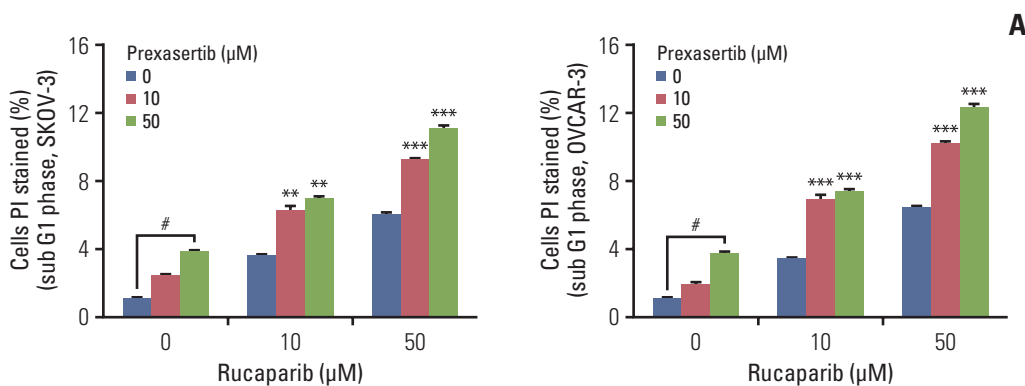 A
Cells PI stained (%)
(sub G1 phase, SKOV-3)
16
12
8
4
0
Prexasertib (μM)
0
10
50
#
** **
*** ***
0 10 50
Rucaparib (μM)
Cells PI stained (%)
(sub G1 phase, OVCAR-3)
16
12
8
4
0
Prexasertib (μM)
0
10
50
#
*** ***
*** ***
0 10 50
Rucaparib (μM)